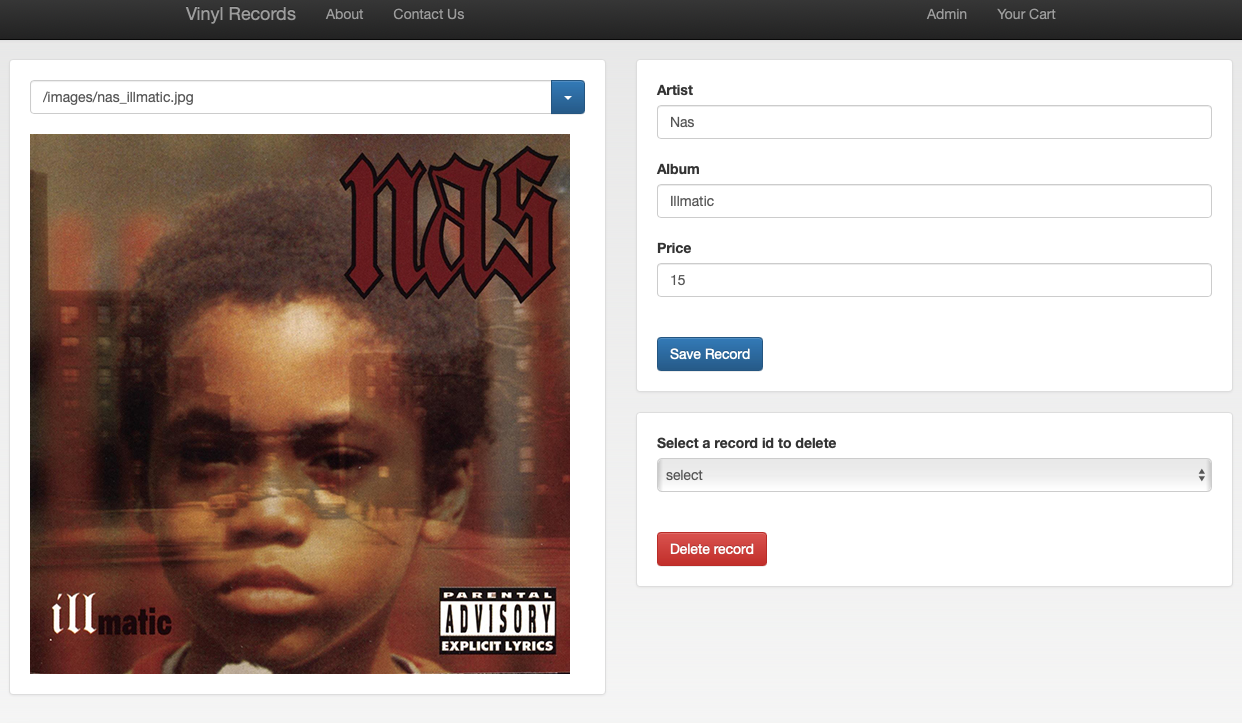 Vinyl Records About Contact Us Admin Your Cart
/images/nas_illmatic.jpg
nas
illmatic
PARENTAL
ADVISORY
EXPLICIT LYRICS
Artist
Nas
Album
Illmatic
Price
15
Save Record
Select a record id to delete
select
Delete record